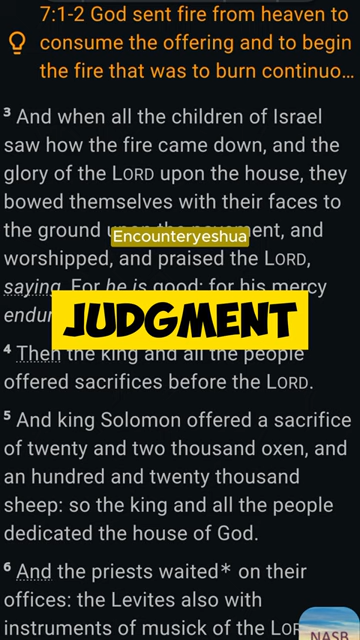 7:1-2 God sent fire from heaven to
consume the offering and to begin
the fire that was to burn continuo...
3 And when all the children of Israel
saw how the fire came down, and the
glory of the LORD upon the house, they
bowed themselves with their faces to
the ground upon the pavement, and
Encounteryeshua
worshipped, and praised the LORD,
saying, For he is good; for his mercy
JUDGMENT
4 Then the king and all the people
offered sacrifices before the LORD.
5 And king Solomon offered a sacrifice
of twenty and two thousand oxen, and
an hundred and twenty thousand
sheep: so the king and all the people
dedicated the house of God.
6 And the priests waited* on their
offices: the Levites also with
instruments of musick of the LORD
NASB